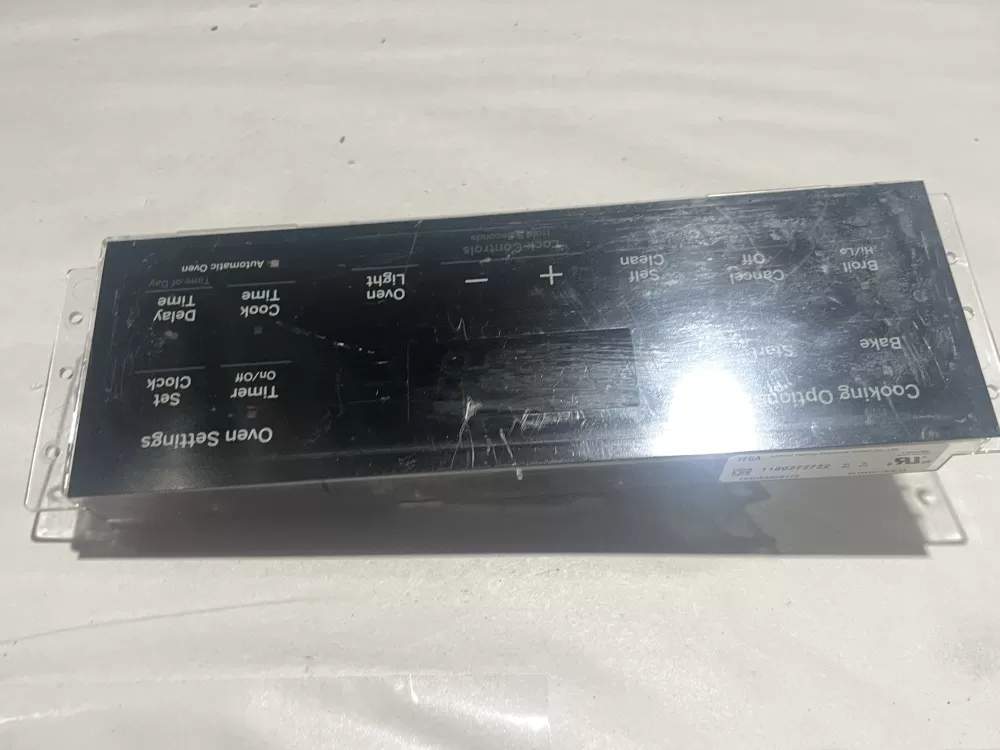 Cooking Options
Bake
Start
Broil
Hi/Lo
Cancel
Off
Self
Clean
+
−
Lock Controls
Hold 3 Seconds
Oven
Light
Oven Settings
Timer
On/Off
Set
Clock
Cook
Time
Delay
Time
Time of Day
Automatic Oven